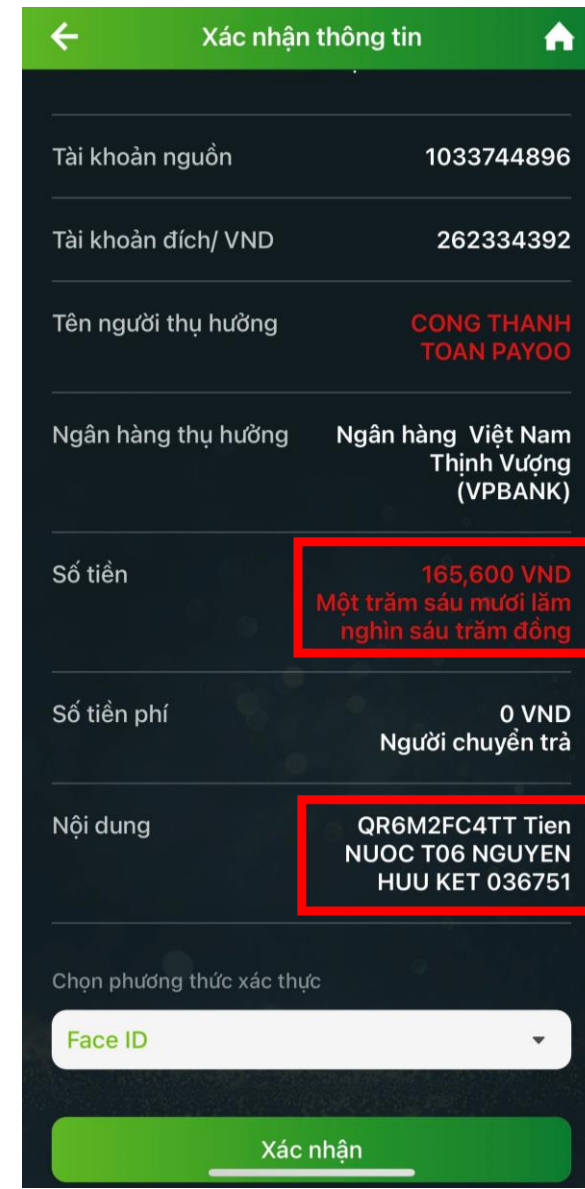 Xác nhận thông tin
Tài khoản nguồn 1033744896
Tài khoản đích/ VND 262334392
Tên người thụ hưởng CONG THANH
TOAN PAYOO
Ngân hàng thụ hưởng Ngân hàng Việt Nam
Thịnh Vượng
(VPBANK)
Số tiền 165,600 VND
Một trăm sáu mươi lăm
nghìn sáu trăm đồng
Số tiền phí 0 VND
Người chuyển trả
Nội dung QR6M2FC4TT Tien
NUOC T06 NGUYEN
HUU KET 036751
Chọn phương thức xác thực
Face ID
Xác nhận